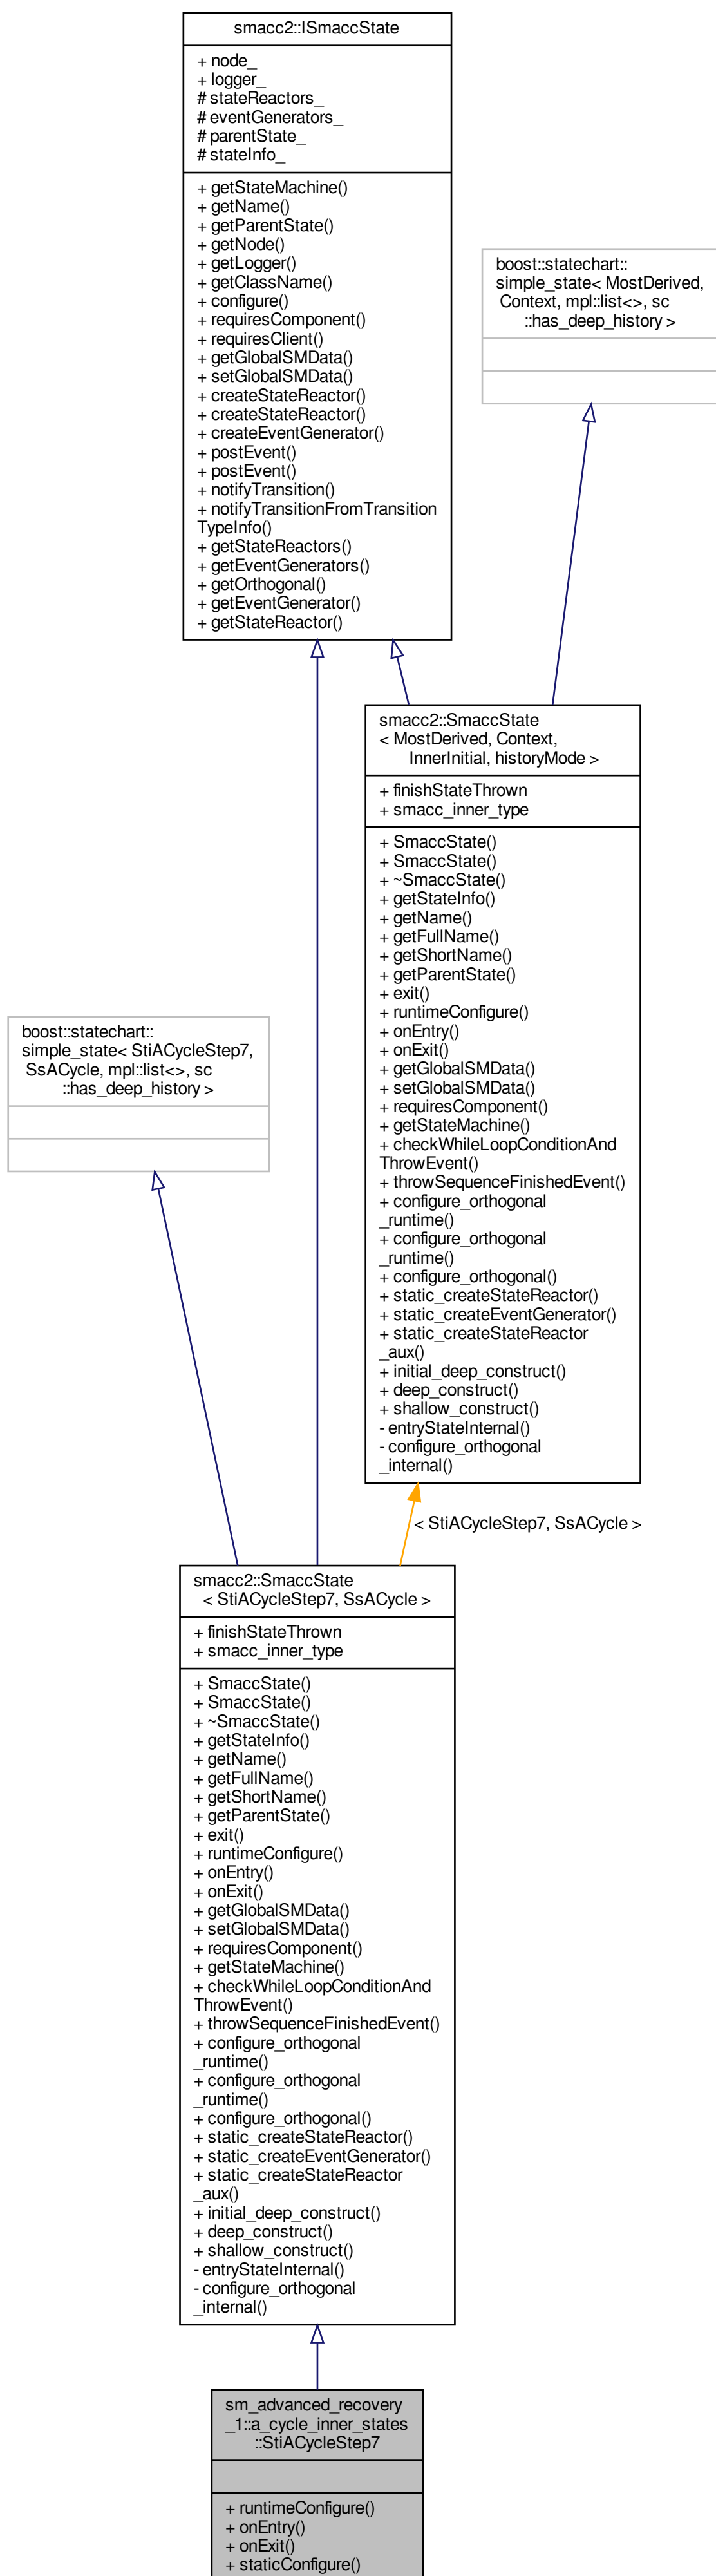 smacc2::ISmaccState
+ node_
+ logger_
# stateReactors_
# eventGenerators_
# parentState_
# stateInfo_
+ getStateMachine()
+ getName()
+ getParentState()
+ getNode()
+ getLogger()
+ getClassName()
+ configure()
+ requiresComponent()
+ requiresClient()
+ getGlobalSMData()
+ setGlobalSMData()
+ createStateReactor()
+ createStateReactor()
+ createEventGenerator()
+ postEvent()
+ postEvent()
+ notifyTransition()
+ notifyTransitionFromTransition
TypeInfo()
+ getStateReactors()
+ getEventGenerators()
+ getOrthogonal()
+ getEventGenerator()
+ getStateReactor()
boost::statechart::
simple_state< MostDerived,
Context, mpl::list<>, sc
::has_deep_history >
smacc2::SmaccState
< MostDerived, Context,
InnerInitial, historyMode >
+ finishStateThrown
+ smacc_inner_type
+ SmaccState()
+ SmaccState()
+ ~SmaccState()
+ getStateInfo()
+ getName()
+ getFullName()
+ getShortName()
+ getParentState()
+ exit()
+ runtimeConfigure()
+ onEntry()
+ onExit()
+ getGlobalSMData()
+ setGlobalSMData()
+ requiresComponent()
+ getStateMachine()
+ checkWhileLoopConditionAnd
ThrowEvent()
+ throwSequenceFinishedEvent()
+ configure_orthogonal
_runtime()
+ configure_orthogonal
_runtime()
+ configure_orthogonal()
+ static_createStateReactor()
+ static_createEventGenerator()
+ static_createStateReactor
_aux()
+ initial_deep_construct()
+ deep_construct()
+ shallow_construct()
- entryStateInternal()
- configure_orthogonal
_internal()
boost::statechart::
simple_state< StiACycleStep7,
SsACycle, mpl::list<>, sc
::has_deep_history >
< StiACycleStep7, SsACycle >
smacc2::SmaccState
< StiACycleStep7, SsACycle >
+ finishStateThrown
+ smacc_inner_type
+ SmaccState()
+ SmaccState()
+ ~SmaccState()
+ getStateInfo()
+ getName()
+ getFullName()
+ getShortName()
+ getParentState()
+ exit()
+ runtimeConfigure()
+ onEntry()
+ onExit()
+ getGlobalSMData()
+ setGlobalSMData()
+ requiresComponent()
+ getStateMachine()
+ checkWhileLoopConditionAnd
ThrowEvent()
+ throwSequenceFinishedEvent()
+ configure_orthogonal
_runtime()
+ configure_orthogonal
_runtime()
+ configure_orthogonal()
+ static_createStateReactor()
+ static_createEventGenerator()
+ static_createStateReactor
_aux()
+ initial_deep_construct()
+ deep_construct()
+ shallow_construct()
- entryStateInternal()
- configure_orthogonal
_internal()
sm_advanced_recovery
_1::a_cycle_inner_states
::StiACycleStep7
+ runtimeConfigure()
+ onEntry()
+ onExit()
+ staticConfigure()